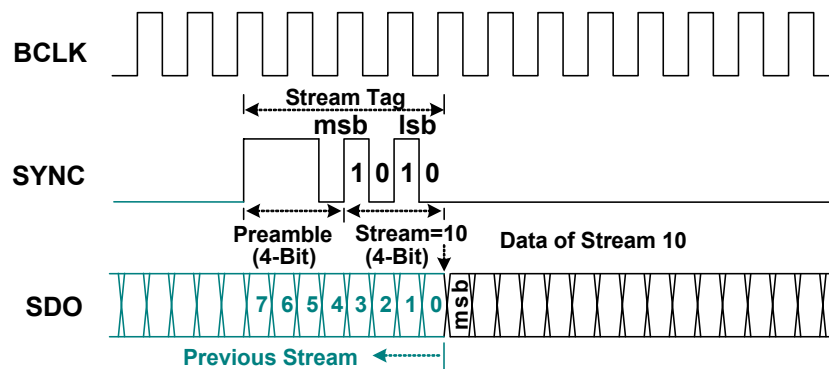 BCLK
Stream Tag
msb lsb
SYNC
1 0 1 0
Preamble
(4-Bit)
Stream=10
(4-Bit)
Data of Stream 10
SDO
7 6 5 4 3 2 1 0 msb
Previous Stream